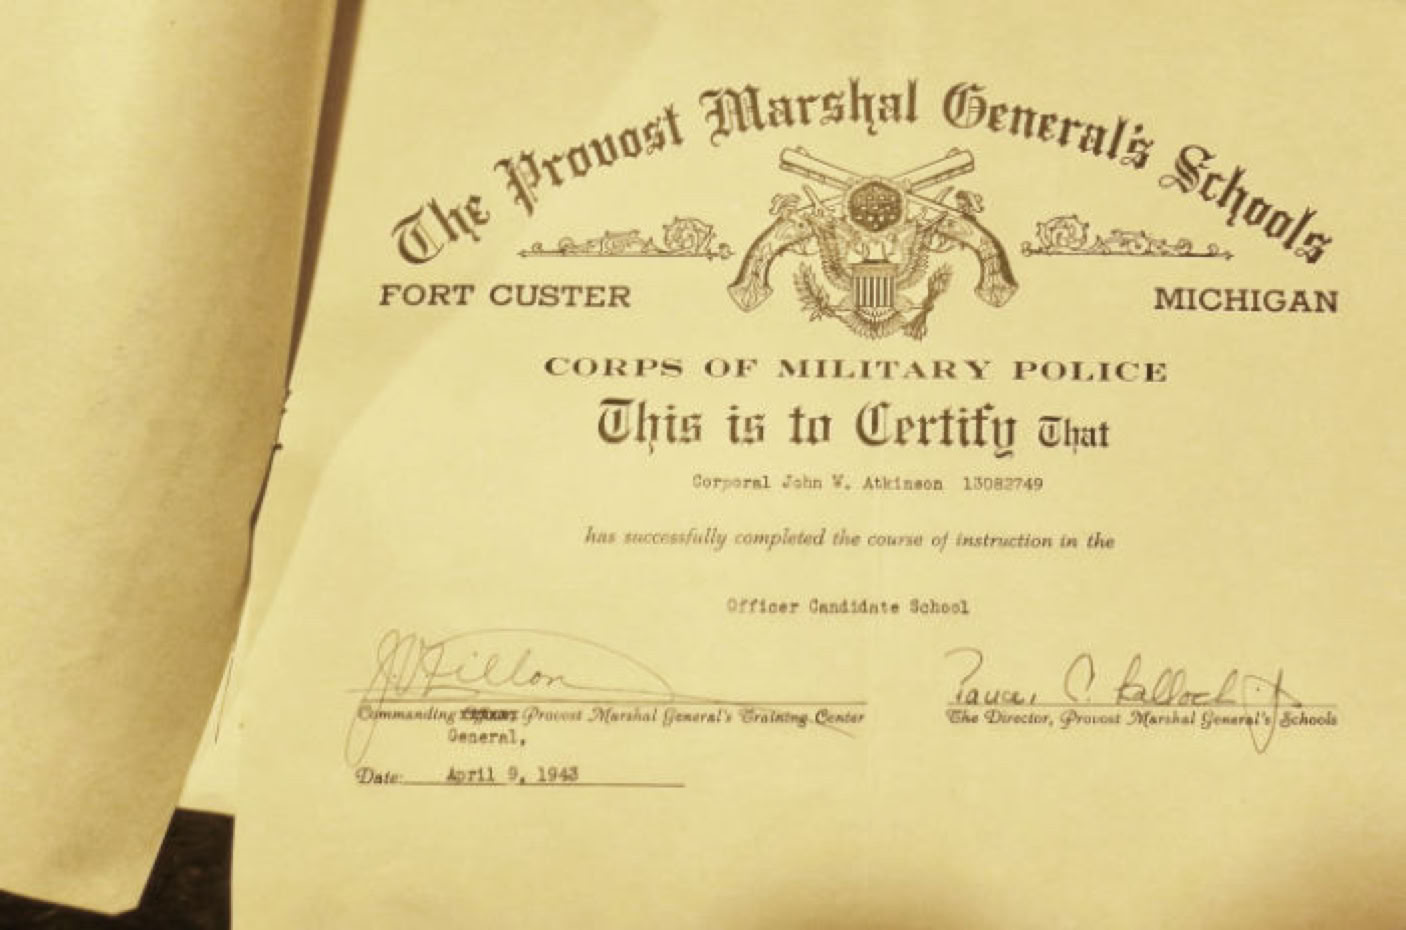 The Provost Marshal General's Schools
FORT CUSTER MICHIGAN
CORPS OF MILITARY POLICE
This is to Certify That
Corporal John W. Atkinson 13082749
has successfully completed the course of instruction in the
Officer Candidate School
Commanding Provost Marshal General's Training Center
General,
The Director, Provost Marshal General's Schools
Date: April 9, 1943